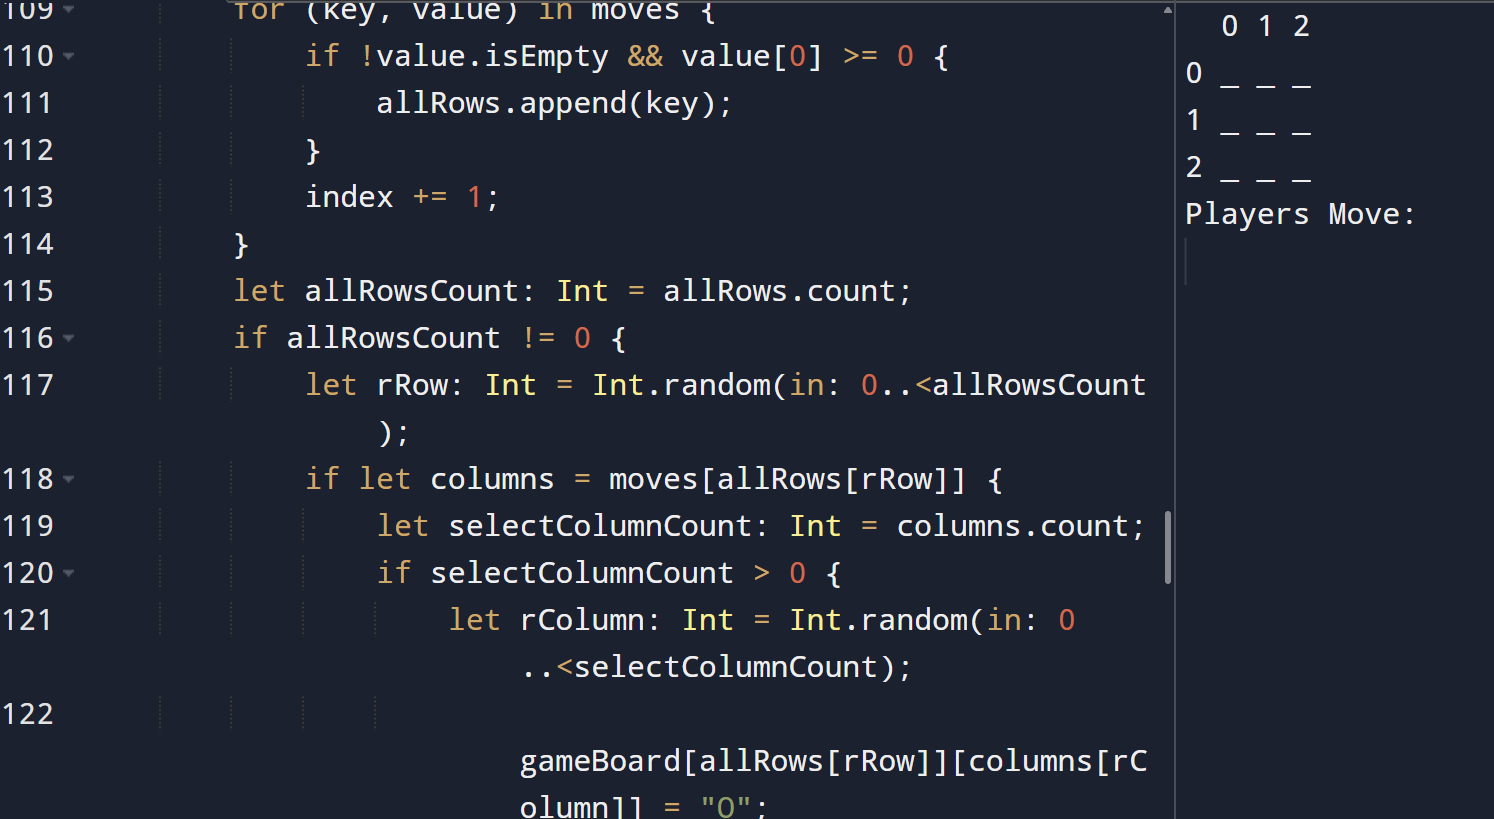 109 for (key, value) in moves {
110 if !value.isEmpty && value[0] >= 0 {
111 allRows.append(key);
112 }
113 index += 1;
114 }
115 let allRowsCount: Int = allRows.count;
116 if allRowsCount != 0 {
117 let rRow: Int = Int.random(in: 0..<allRowsCount
);
118 if let columns = moves[allRows[rRow]] {
119 let selectColumnCount: Int = columns.count;
120 if selectColumnCount > 0 {
121 let rColumn: Int = Int.random(in: 0
..<selectColumnCount);
122
gameBoard[allRows[rRow]][columns[rC
olumn]] = "O";
0 1 2
0 _ _ _
1 _ _ _
2 _ _ _
Players Move: